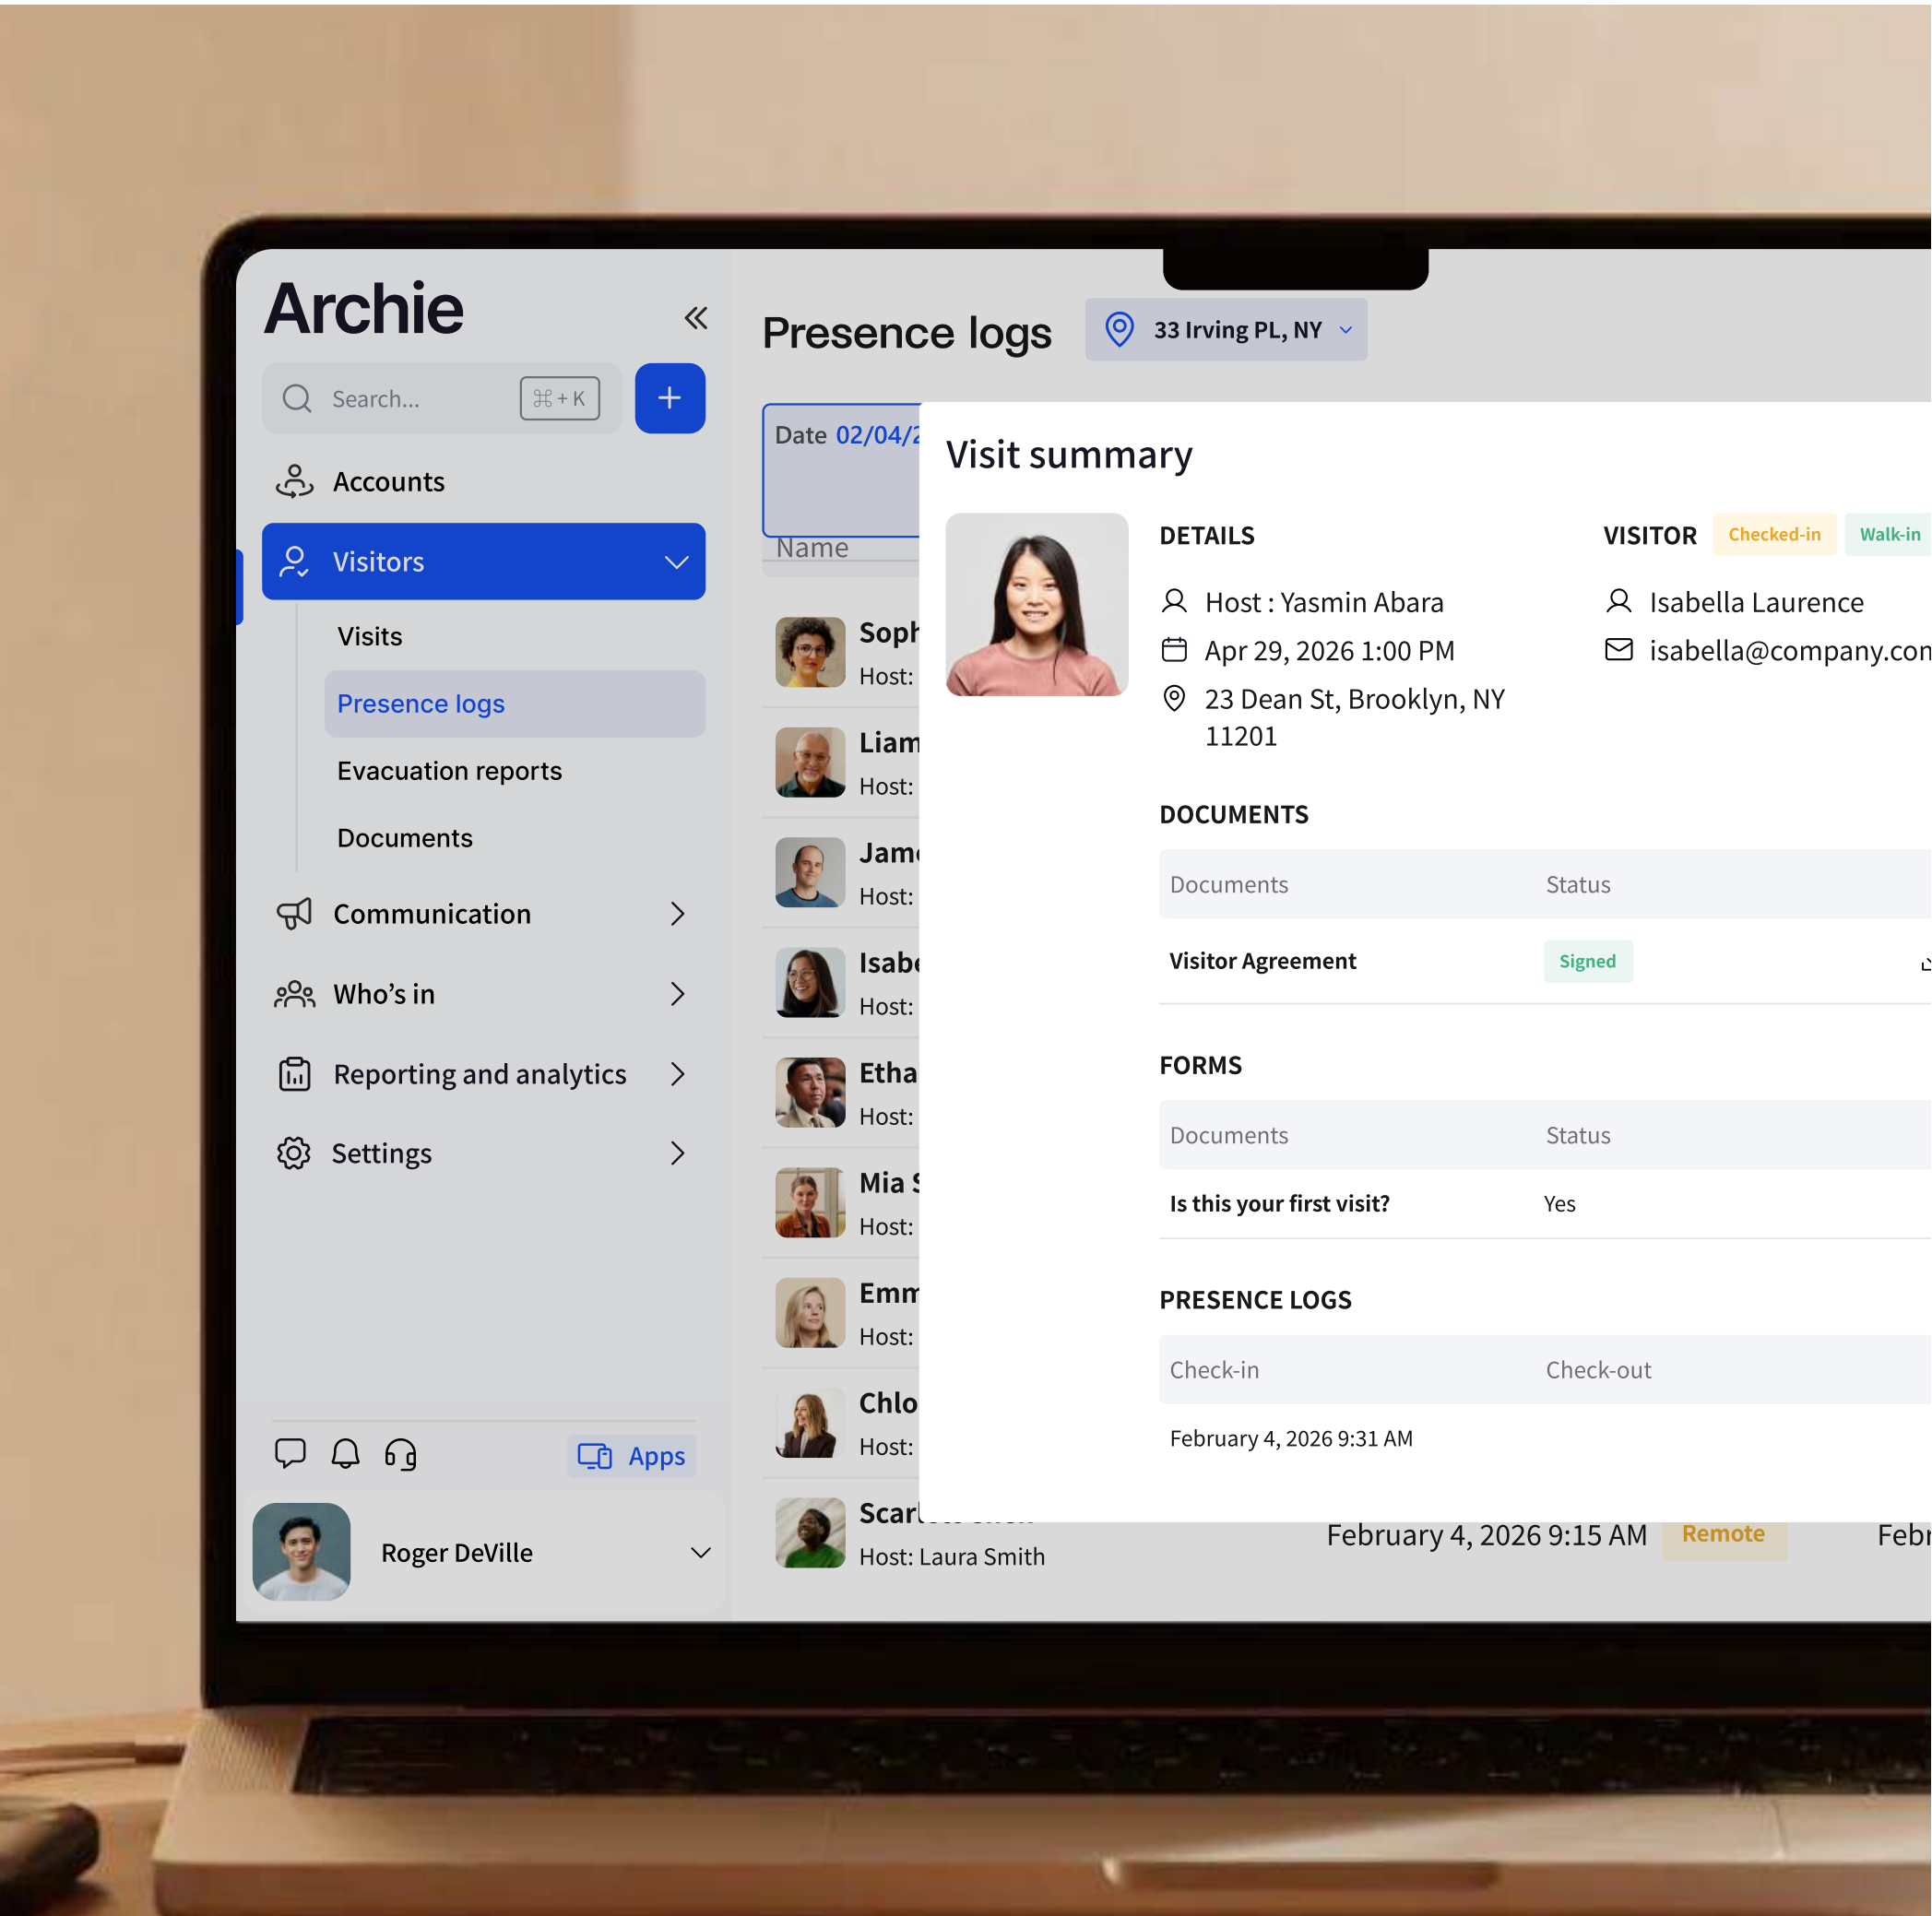 Archie
Search...
⌘ + K
Accounts
Visitors
Visits
Presence logs
Evacuation reports
Documents
Communication
Who's in
Reporting and analytics
Settings
Apps
Roger DeVille
Presence logs
33 Irving PL, NY
Date 02/04/2
Name
Soph
Host:
Liam
Host:
Host:
Isabe
Host:
Etha
Host:
Mia S
Host:
Emm
Host:
Chlo
Host:
Host: Laura Smith
February 4, 2026 9:15 AM
Remote
Febr
Visit summary
DETAILS
Host : Yasmin Abara
Apr 29, 2026 1:00 PM
23 Dean St, Brooklyn, NY
11201
VISITOR
Checked-in
Walk-in
Isabella Laurence
isabella@company.com
DOCUMENTS
Documents Status
Visitor Agreement Signed
FORMS
Documents Status
Is this your first visit? Yes
PRESENCE LOGS
Check-in Check-out
February 4, 2026 9:31 AM